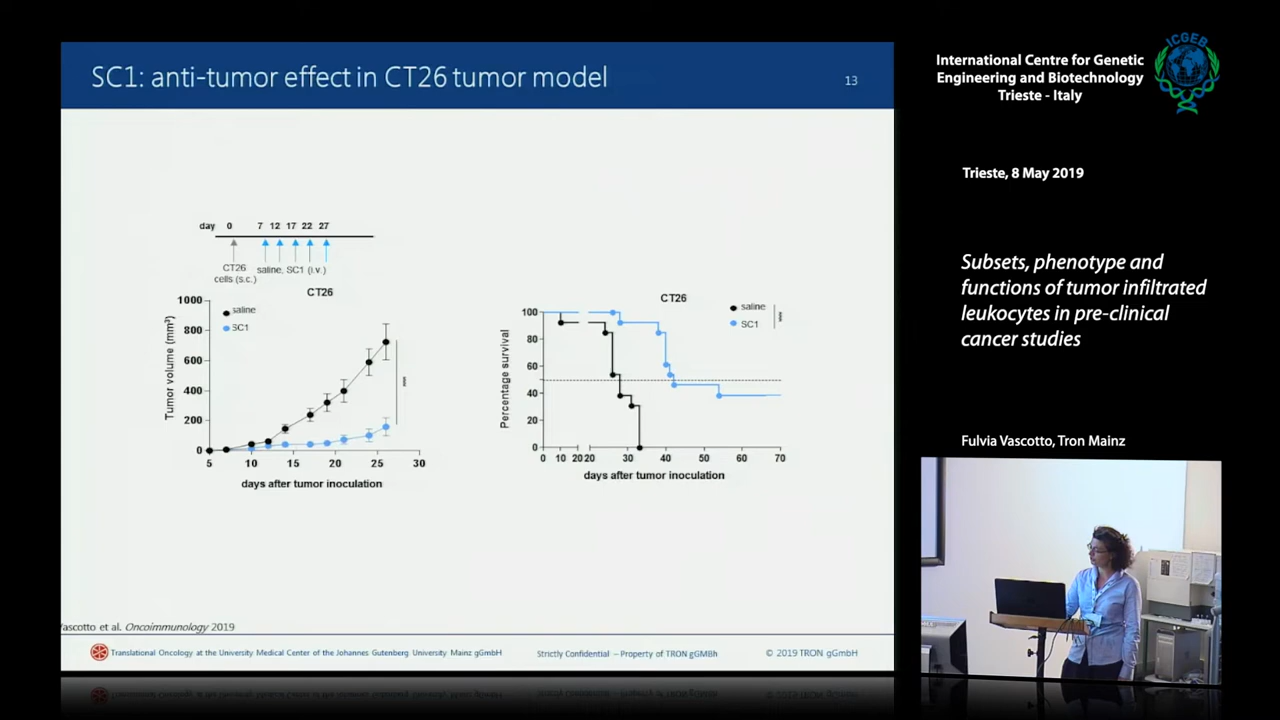 SC1: anti-tumor effect in CT26 tumor model
13
day 0 7 12 17 22 27
CT26
cells (s.c.)
saline, SC1 (i.v.)
CT26
saline
SC1
Tumor volume (mm³)
1000
800
600
400
200
0
5 10 15 20 25 30
days after tumor inoculation
CT26
saline
SC1
Percentage survival
100
80
60
40
20
0
0 10 20 20 30 40 50 60 70
days after tumor inoculation
ascotto et al. Oncoimmunology 2019
Translational Oncology at the University Medical Center of the Johannes Gutenberg University Mainz gGmbH
Strictly Confidential – Property of TRON gGMBh
© 2019 TRON gGmbH
International Centre for Genetic
Engineering and Biotechnology
Trieste - Italy
ICGEB
Trieste, 8 May 2019
Subsets, phenotype and
functions of tumor infiltrated
leukocytes in pre-clinical
cancer studies
Fulvia Vascotto, Tron Mainz